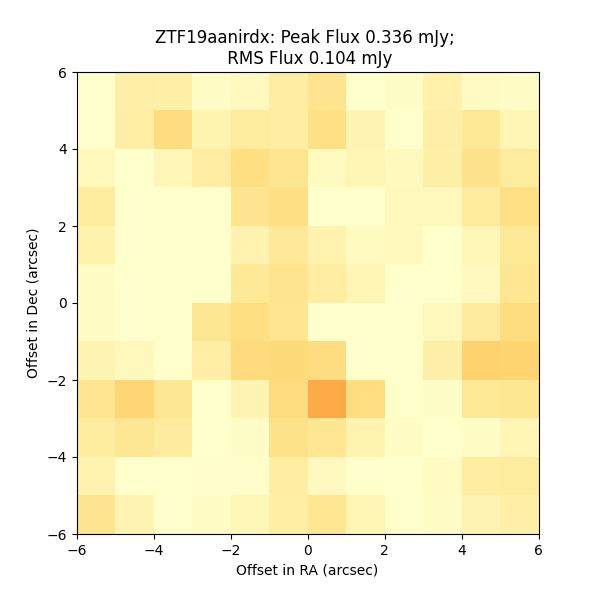 ZTF19aanirdx: Peak Flux 0.336 mJy;
RMS Flux 0.104 mJy
6
4
2
0
−2
−4
−6
Offset in Dec (arcsec)
−6 −4 −2 0 2 4 6
Offset in RA (arcsec)